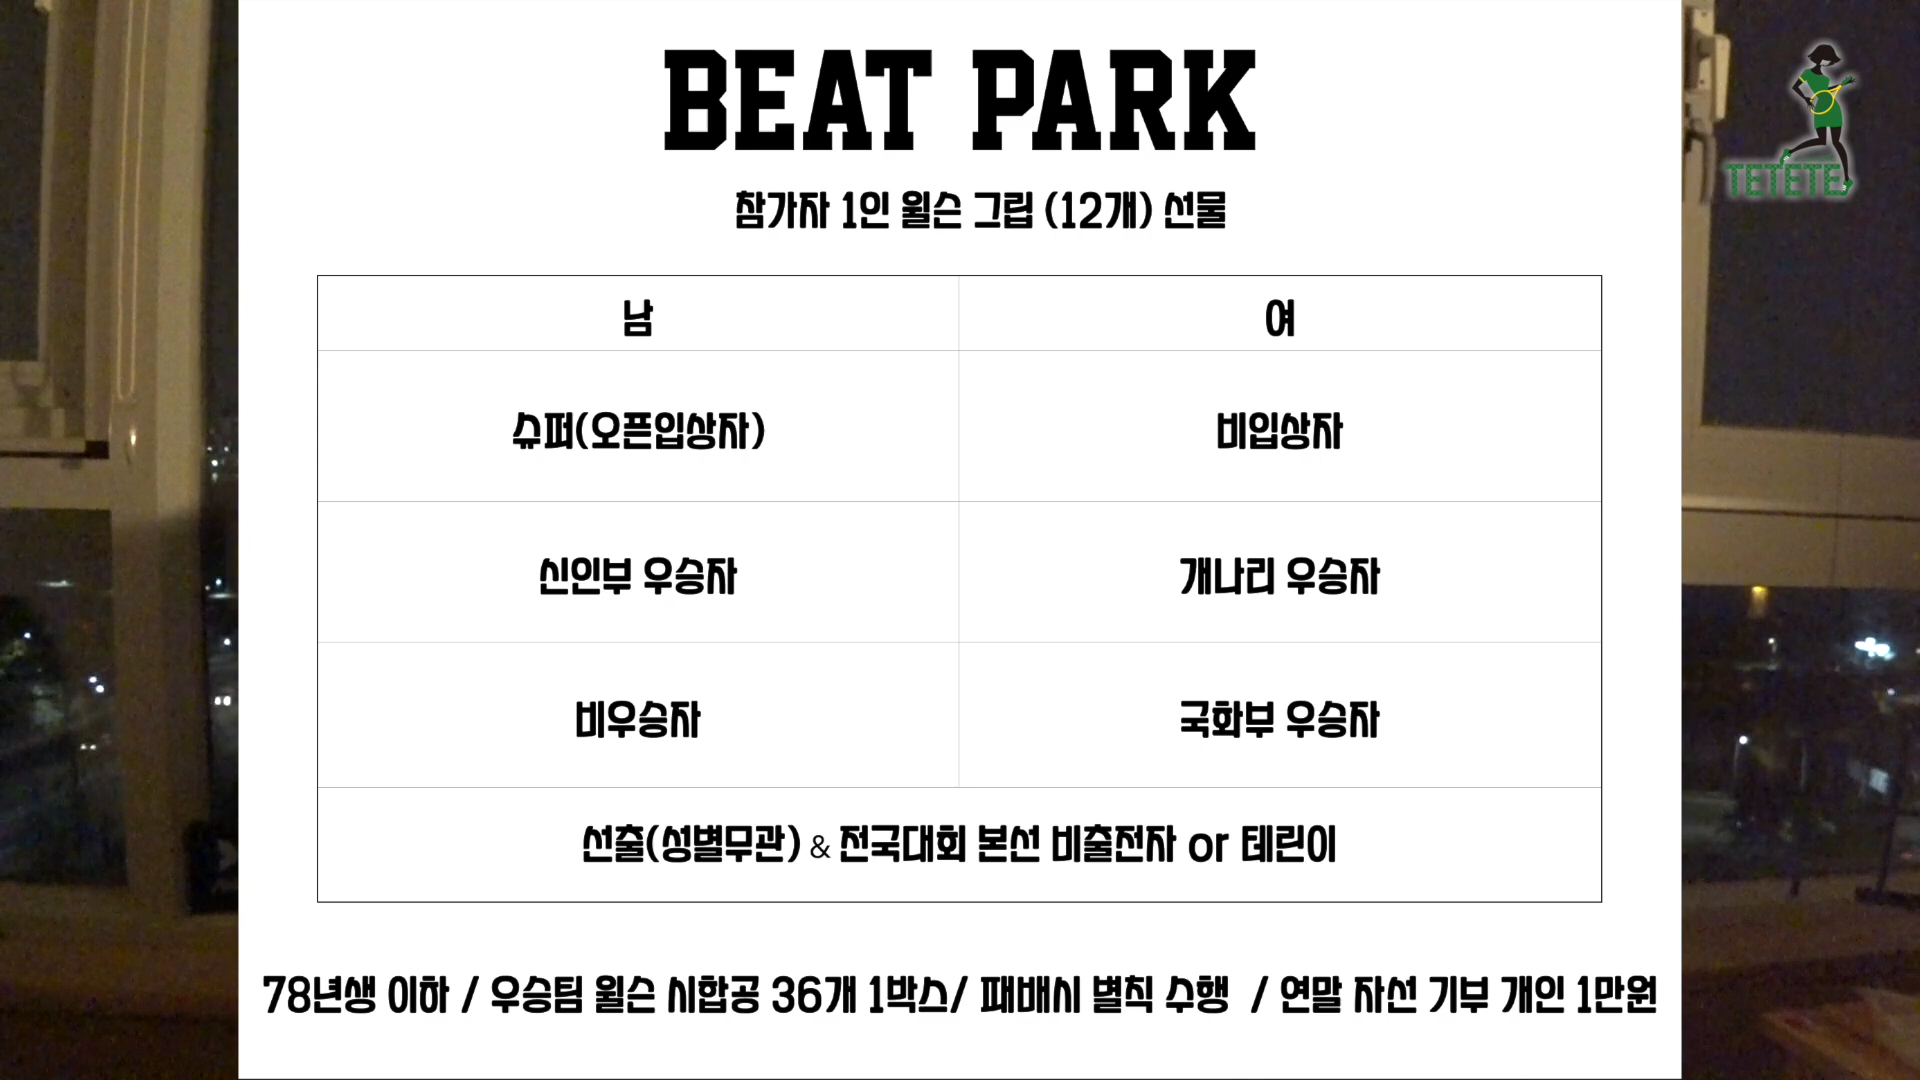 BEAT PARK
TETETE
참가자 1인 윌슨 그립 (12개) 선물
남 여
슈퍼(오픈입상자) 비입상자
신인부 우승자 개나리 우승자
비우승자 국화부 우승자
선출(성별무관) & 전국대회 본선 비출전자 or 테린이
78년생 이하 / 우승팀 윌슨 시합공 36개 1박스/ 패배시 벌칙 수행 / 연말 자선 기부 개인 1만원